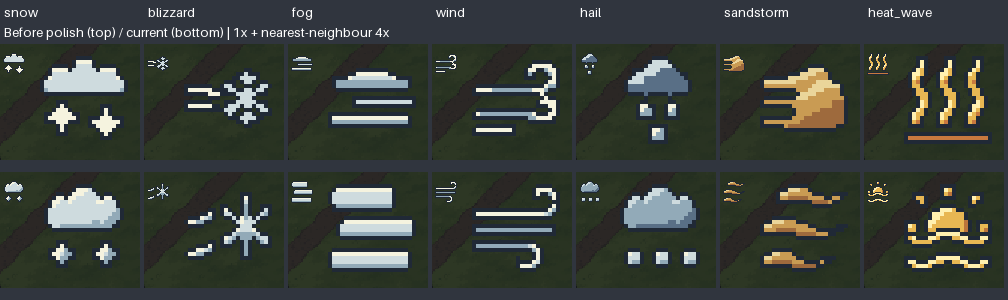 snow blizzard fog wind hail sandstorm heat_wave
Before polish (top) / current (bottom) | 1x + nearest-neighbour 4x